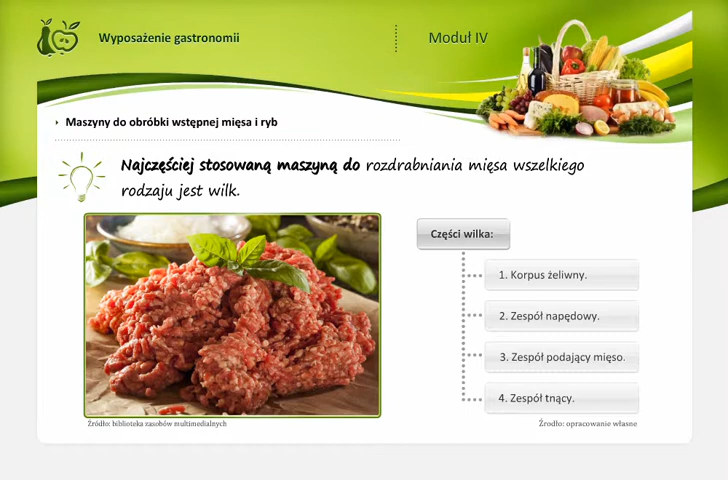 Wyposażenie gastronomii
Moduł IV
Maszyny do obróbki wstępnej mięsa i ryb
Najczęściej stosowaną maszyną do rozdrabniania mięsa wszelkiego
rodzaju jest wilk.
Części wilka:
1. Korpus żeliwny.
2. Zespół napędowy.
3. Zespół podający mięso.
4. Zespół tnący.
Źródło: biblioteka zasobów multimedialnych
Źrodło: opracowanie własne